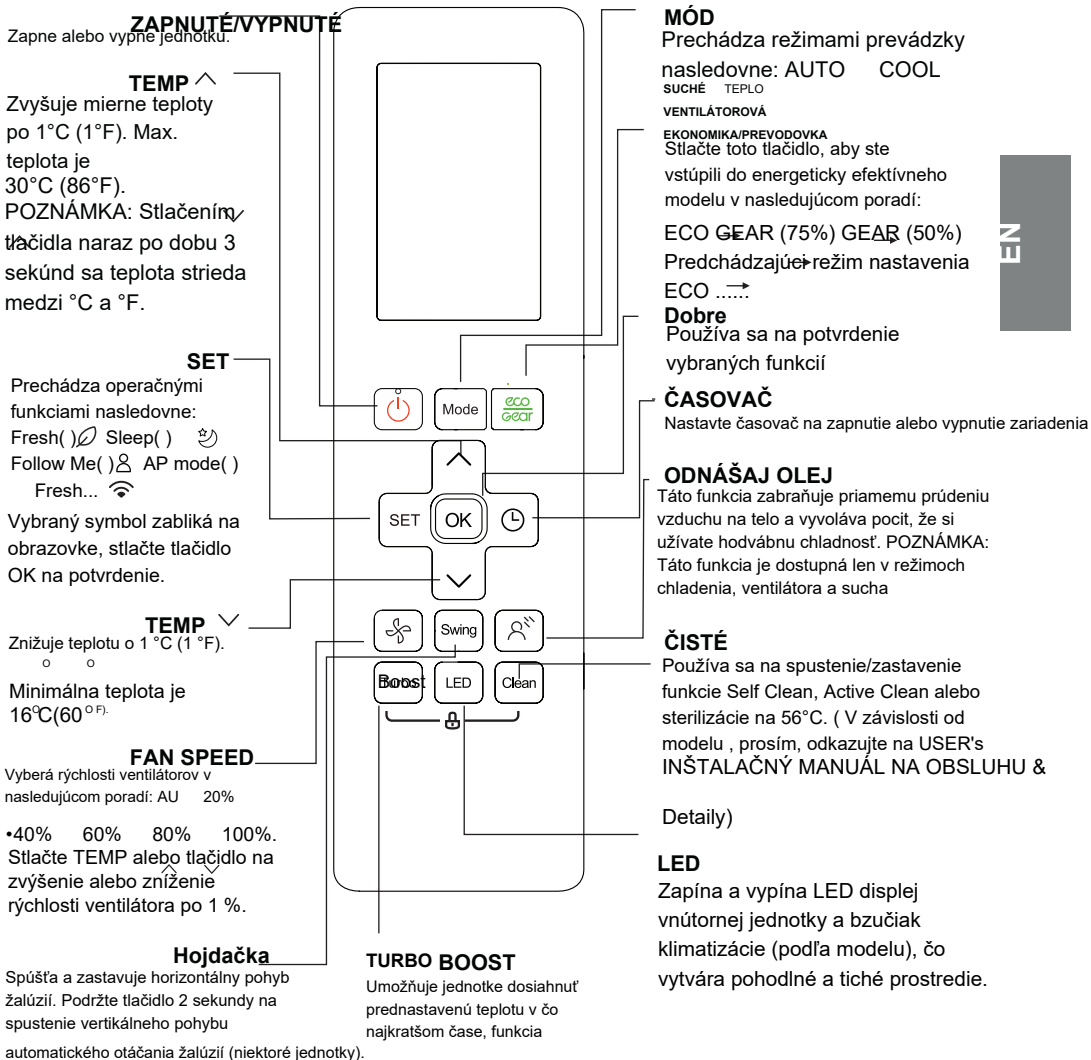 ZAPNUTÉ/VYPNUTÉ
Zapne alebo vypne jednotku.
TEMP
Zvyšuje mierne teploty
po 1°C (1°F). Max.
teplota je
30°C (86°F).
POZNÁMKA: Stlačením
tlačidla naraz po dobu 3
sekúnd sa teplota strieda
medzi °C a °F.
SET
Prechádza operačnými
funkciami nasledovne:
Fresh( ) Sleep( )
Follow Me( ) AP mode( )
Fresh...
Vybraný symbol zabliká na
obrazovke, stlačte tlačidlo
OK na potvrdenie.
TEMP
Znižuje teplotu o 1 °C (1 °F).
o o
Minimálna teplota je
16°C(60 O F).
FAN SPEED
Vyberá rýchlosti ventilátorov v
nasledujúcom poradí: AU 20%
•40% 60% 80% 100%.
Stlačte TEMP alebo tlačidlo na
zvýšenie alebo zníženie
rýchlosti ventilátora po 1 %.
Hojdačka
Spúšťa a zastavuje horizontálny pohyb
žalúzií. Podržte tlačidlo 2 sekundy na
spustenie vertikálneho pohybu
automatického otáčania žalúzií (niektoré jednotky).
Mode
eco
Gear
SET
OK
Swing
Boost
Turbo
LED
Clean
TURBO BOOST
Umožňuje jednotke dosiahnuť
prednastavenú teplotu v čo
najkratšom čase, funkcia
MÓD
Prechádza režimami prevádzky
nasledovne: AUTO COOL
SUCHÉ TEPLO
VENTILÁTOROVÁ
EKONOMIKA/PREVODOVKA
Stlačte toto tlačidlo, aby ste
vstúpili do energeticky efektívneho
modelu v nasledujúcom poradí:
ECO GEAR (75%) GEAR (50%)
Predchádzajúci režim nastavenia
ECO ......
Dobre
Používa sa na potvrdenie
vybraných funkcií
ČASOVAČ
Nastavte časovač na zapnutie alebo vypnutie zariadenia
ODNÁŠAJ OLEJ
Táto funkcia zabraňuje priamemu prúdeniu
vzduchu na telo a vyvoláva pocit, že si
užívate hodvábnu chladnosť. POZNÁMKA:
Táto funkcia je dostupná len v režimoch
chladenia, ventilátora a sucha
ČISTÉ
Používa sa na spustenie/zastavenie
funkcie Self Clean, Active Clean alebo
sterilizácie na 56°C. ( V závislosti od
modelu , prosím, odkazujte na USER's
INŠTALAČNÝ MANUÁL NA OBSLUHU &
Detaily)
LED
Zapína a vypína LED displej
vnútornej jednotky a bzučiak
klimatizácie (podľa modelu), čo
vytvára pohodlné a tiché prostredie.
EN